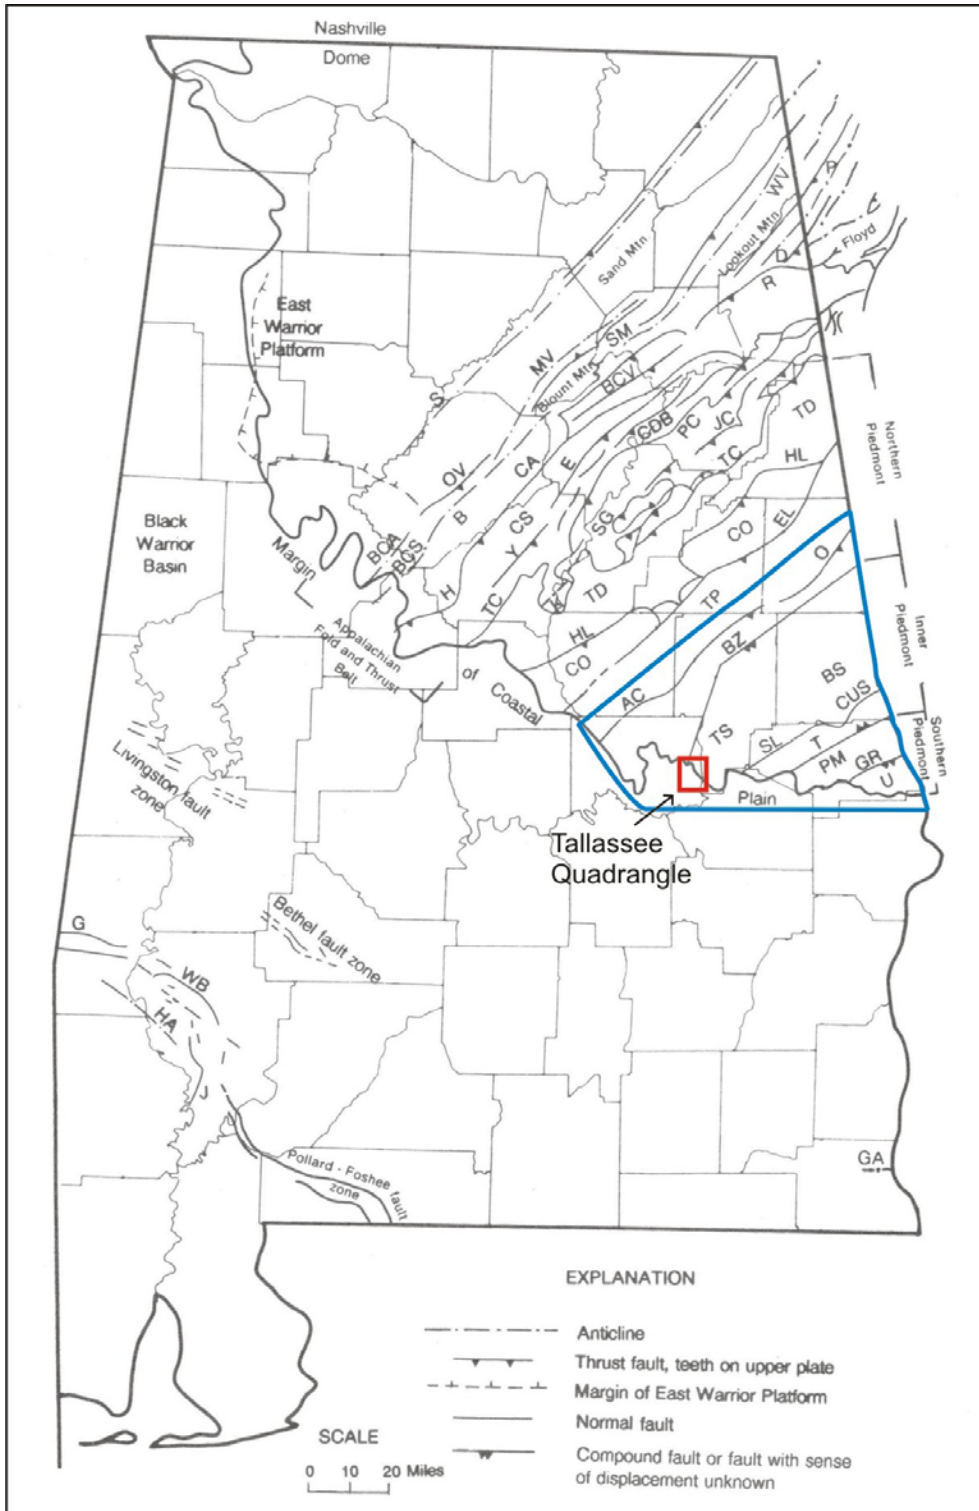 Nashville
Dome
WV
P
Sand Mtn
Lookout Mtn
D
Floyd
R
East
Warrior
Platform
SM
MV
Blount Mtn
BCV
S
CDB
PC
JC
TD
TC
HL
Northern
Piedmont
OV
CA
E
B
CS
SG
CO
EL
Black
Warrior
Basin
Margin
BCA
BCS
Y
H
TC
K
TD
TP
O
HL
CO
BZ
Inner
Piedmont
Appalachian
Fold and Thrust
Belt
of
Coastal
AC
BS
CUS
TS
SL
T
PM
GR
U
Southern
Piedmont
Plain
Livingston fault
zone
Tallassee
Quadrangle
G
Bethel fault zone
WB
HA
J
Pollard - Foshee fault
zone
GA
EXPLANATION
Anticline
Thrust fault, teeth on upper plate
Margin of East Warrior Platform
Normal fault
Compound fault or fault with sense
of displacement unknown
SCALE
0 10 20 Miles